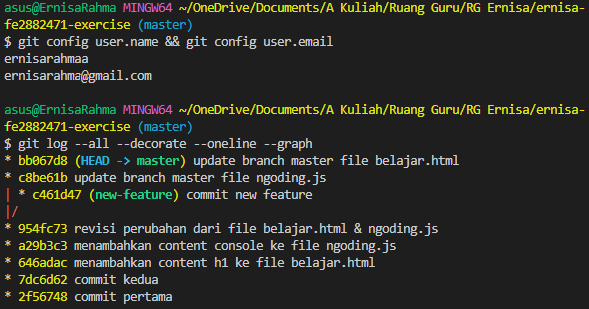 asus@ErnisaRahma MINGW64 ~/OneDrive/Documents/A Kuliah/Ruang Guru/RG Ernisa/ernisa-
fe2882471-exercise (master)
$ git config user.name && git config user.email
ernisarahmaa
ernisarahma@gmail.com
asus@ErnisaRahma MINGW64 ~/OneDrive/Documents/A Kuliah/Ruang Guru/RG Ernisa/ernisa-
fe2882471-exercise (master)
$ git log --all --decorate --oneline --graph
* bb067d8 (HEAD -> master) update branch master file belajar.html
* c8be61b update branch master file ngoding.js
| * c461d47 (new-feature) commit new feature
|/
* 954fc73 revisi perubahan dari file belajar.html & ngoding.js
* a29b3c3 menambahkan content console ke file ngoding.js
* 646adac menambahkan content h1 ke file belajar.html
* 7dc6d62 commit kedua
* 2f56748 commit pertama